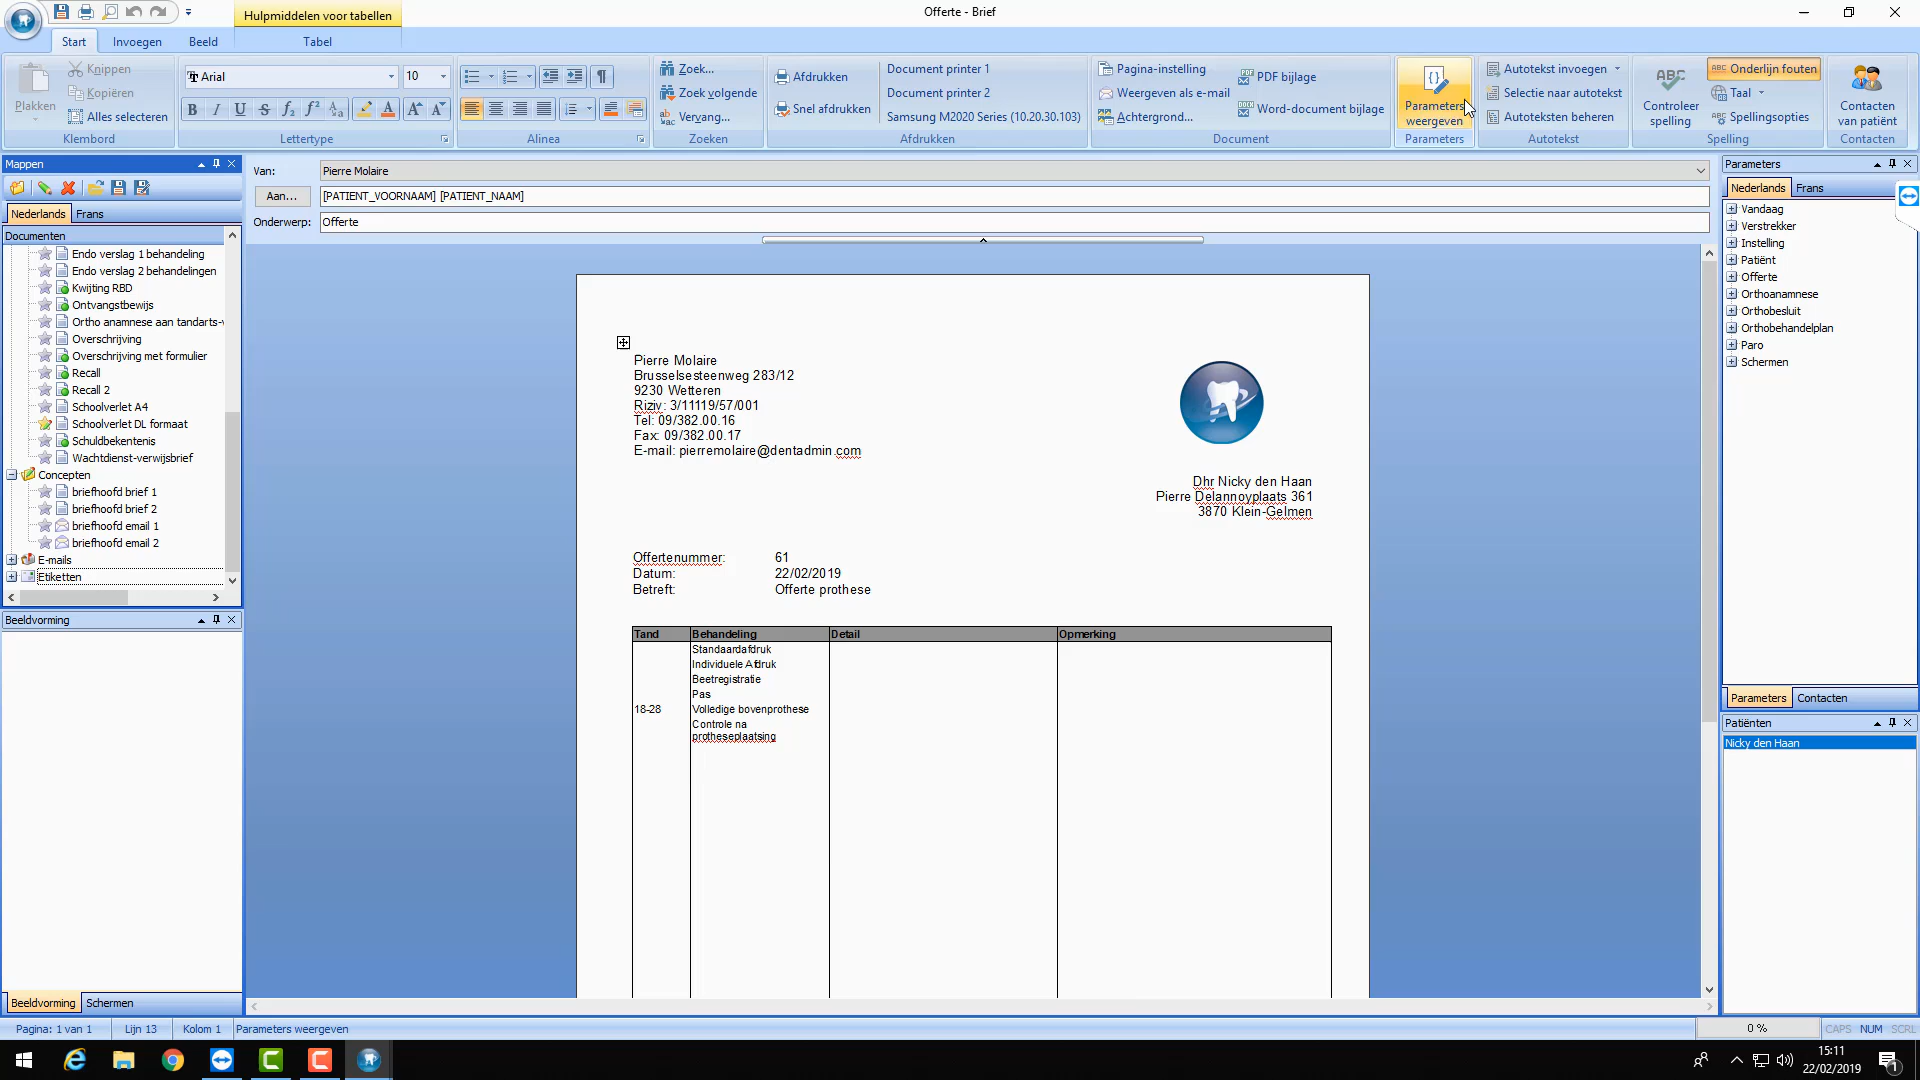 Hulpmiddelen voor tabellen
Offerte - Brief
Start
Invoegen
Beeld
Tabel
Plakken
Knippen
Kopiëren
Alles selecteren
Klembord
Arial
10
Lettertype
Alinea
Zoek...
Zoek volgende
Vervang...
Zoeken
Afdrukken
Snel afdrukken
Document printer 1
Document printer 2
Samsung M2020 Series (10.20.30.103)
Afdrukken
Pagina-instelling
Weergeven als e-mail
Achtergrond...
PDF bijlage
Word-document bijlage
Document
Parameters
weergeven
Parameters
Autotekst invoegen
Selectie naar autotekst
Autoteksten beheren
Autotekst
Controleer
spelling
Onderlijn fouten
Taal
Spellingsopties
Spelling
Contacten
van patiënt
Contacten
Mappen
Nederlands
Frans
Documenten
Endo verslag 1 behandeling
Endo verslag 2 behandelingen
Kwijting RBD
Ontvangstbewijs
Ortho anamnese aan tandarts-v
Overschrijving
Overschrijving met formulier
Recall
Recall 2
Schoolverlet A4
Schoolverlet DL formaat
Schuldbekentenis
Wachtdienst-verwijsbrief
Concepten
briefhoofd brief 1
briefhoofd brief 2
briefhoofd email 1
briefhoofd email 2
E-mails
Etiketten
Beeldvorming
Beeldvorming
Schermen
Van:
Pierre Molaire
Aan...
[PATIENT_VOORNAAM] [PATIENT_NAAM]
Onderwerp:
Offerte
Pierre Molaire
Brusselsesteenweg 283/12
9230 Wetteren
Riziv: 3/11119/57/001
Tel: 09/382.00.16
Fax: 09/382.00.17
E-mail: pierremolaire@dentadmin.com
Dhr Nicky den Haan
Pierre Delannoyplaats 361
3870 Klein-Gelmen
Offertenummer: 61
Datum: 22/02/2019
Betreft: Offerte prothese
Tand Behandeling Detail Opmerking
Standaardafdruk
Individuele Afdruk
Beetregistratie
Pas
18-28 Volledige bovenprothese
Controle na
protheseplaatsing
Parameters
Nederlands
Frans
Vandaag
Verstrekker
Instelling
Patiënt
Offerte
Orthoanamnese
Orthobesluit
Orthobehandelplan
Paro
Schermen
Parameters
Contacten
Patiënten
Nicky den Haan
Pagina: 1 van 1
Lijn 13
Kolom 1
Parameters weergeven
0 %
CAPS
NUM
SCRL
15:11
22/02/2019
1